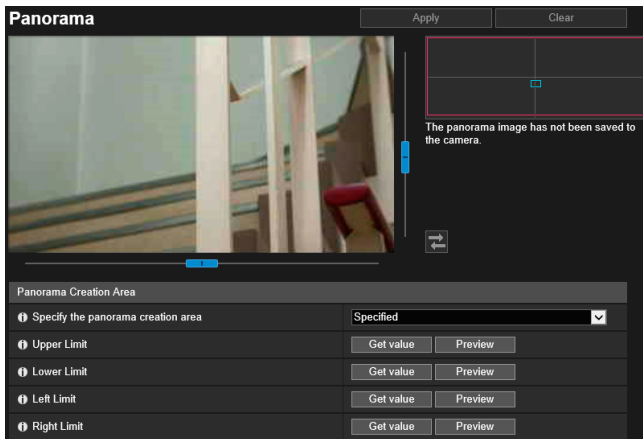 Panorama
Apply
Clear
The panorama image has not been saved to
the camera.
Panorama Creation Area
Specify the panorama creation area
Specified
Upper Limit
Get value
Preview
Lower Limit
Get value
Preview
Left Limit
Get value
Preview
Right Limit
Get value
Preview